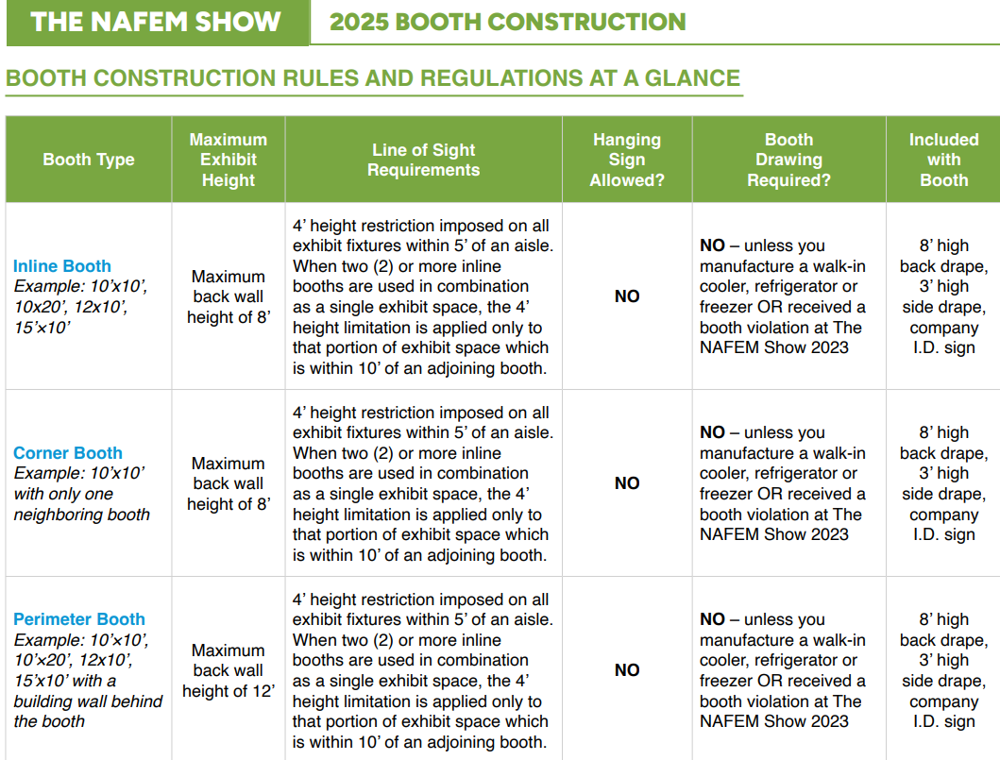 THE NAFEM SHOW
2025 BOOTH CONSTRUCTION
BOOTH CONSTRUCTION RULES AND REGULATIONS AT A GLANCE
Booth Type
Maximum
Exhibit
Height
Line of Sight
Requirements
Hanging
Sign
Allowed?
Booth
Drawing
Required?
Included
with
Booth
Inline Booth
Example: 10’x10’,
10x20’, 12x10’,
15’×10’
Maximum
back wall
height of 8’
4’ height restriction imposed on all
exhibit fixtures within 5’ of an aisle.
When two (2) or more inline
booths are used in combination
as a single exhibit space, the 4’
height limitation is applied only to
that portion of exhibit space which
is within 10’ of an adjoining booth.
NO
NO – unless you
manufacture a walk-in
cooler, refrigerator or
freezer OR received a
booth violation at The
NAFEM Show 2023
8’ high
back drape,
3’ high
side drape,
company
I.D. sign
Corner Booth
Example: 10’x10’
with only one
neighboring booth
Maximum
back wall
height of 8’
4’ height restriction imposed on all
exhibit fixtures within 5’ of an aisle.
When two (2) or more inline
booths are used in combination
as a single exhibit space, the 4’
height limitation is applied only to
that portion of exhibit space which
is within 10’ of an adjoining booth.
NO
NO – unless you
manufacture a walk-in
cooler, refrigerator or
freezer OR received a
booth violation at The
NAFEM Show 2023
8’ high
back drape,
3’ high
side drape,
company
I.D. sign
Perimeter Booth
Example: 10’×10’,
10’×20’, 12x10’,
15’x10’ with a
building wall behind
the booth
Maximum
back wall
height of 12’
4’ height restriction imposed on all
exhibit fixtures within 5’ of an aisle.
When two (2) or more inline
booths are used in combination
as a single exhibit space, the 4’
height limitation is applied only to
that portion of exhibit space which
is within 10’ of an adjoining booth.
NO
NO – unless you
manufacture a walk-in
cooler, refrigerator or
freezer OR received a
booth violation at The
NAFEM Show 2023
8’ high
back drape,
3’ high
side drape,
company
I.D. sign